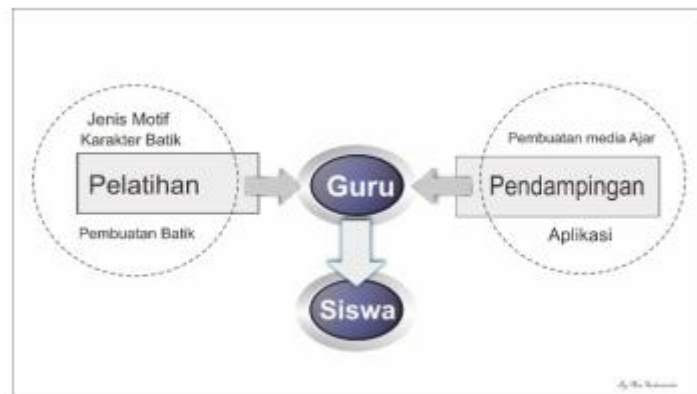 Jenis Motif
Karakter Batik
Pelatihan
Pembuatan Batik
Guru
Siswa
Pembuatan media Ajar
Pendampingan
Aplikasi